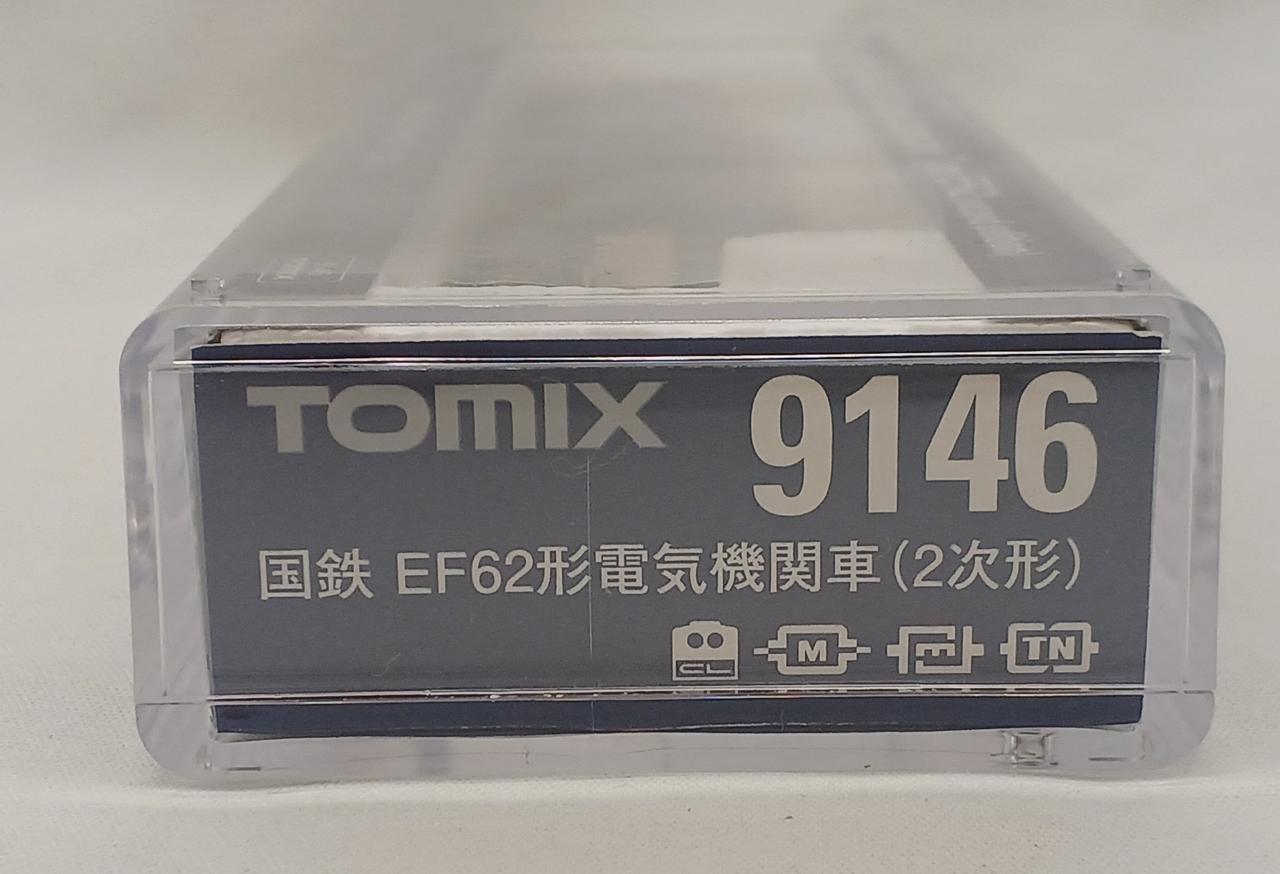 TOMIX 9146
国鉄 EF62形電気機関車(2次形)
CL M E TN